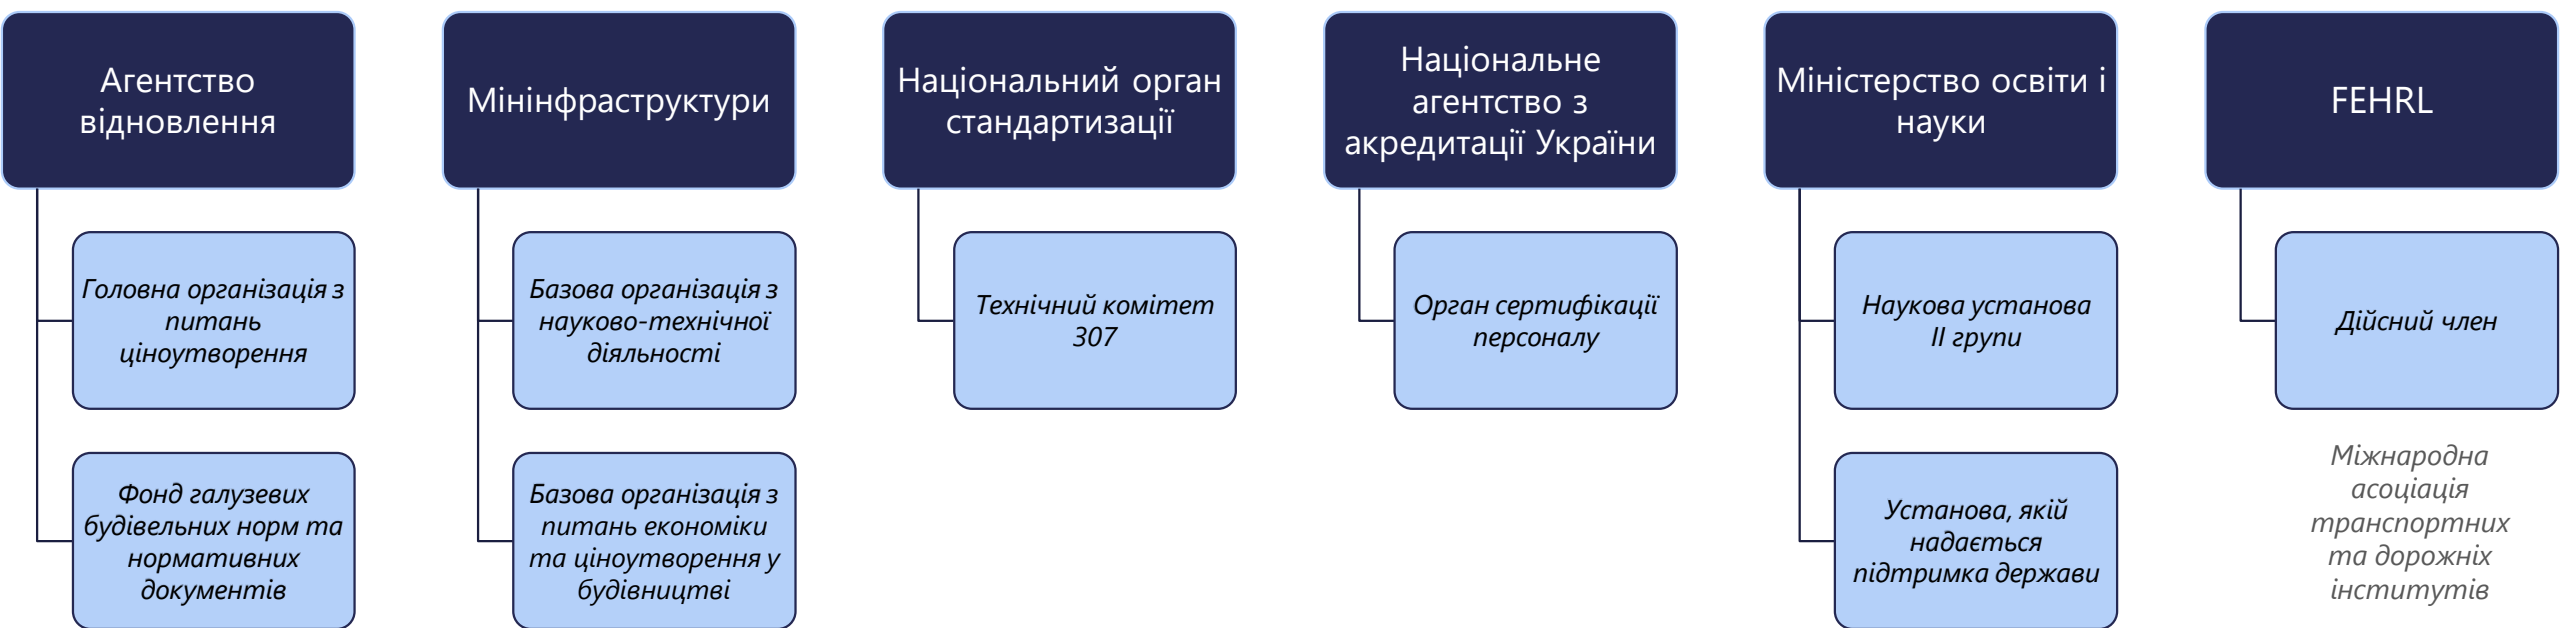 Агентство
відновлення
Головна організація з
питань
ціноутворення
Фонд галузевих
будівельних норм та
нормативних
документів
Мінінфраструктури
Базова організація з
науково-технічної
діяльності
Базова організація з
питань економіки
та ціноутворення у
будівництві
Національний орган
стандартизації
Технічний комітет
307
Національне
агентство з
акредитації України
Орган сертифікації
персоналу
Міністерство освіти і
науки
Наукова установа
ІІ групи
Установа, якій
надається
підтримка держави
FEHRL
Дійсний член
Міжнародна
асоціація
транспортних
та дорожніх
інститутів